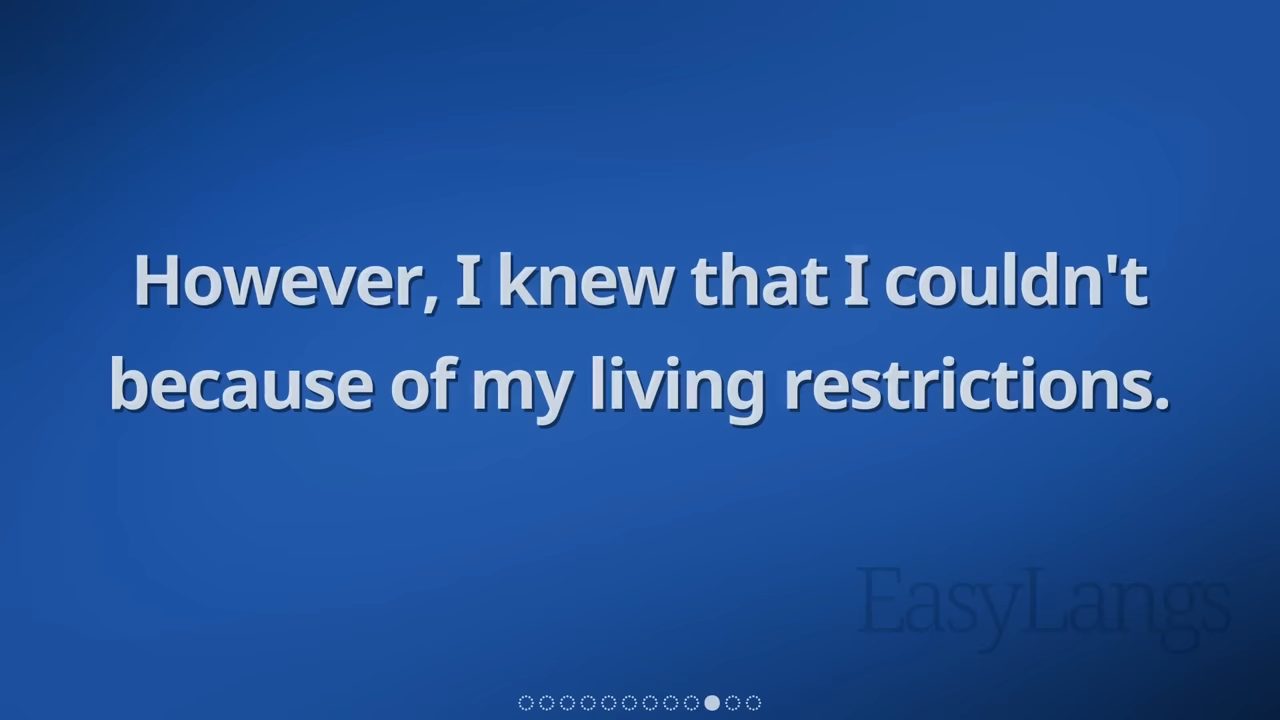 However, I knew that I couldn't
because of my living restrictions.
EasyLangs